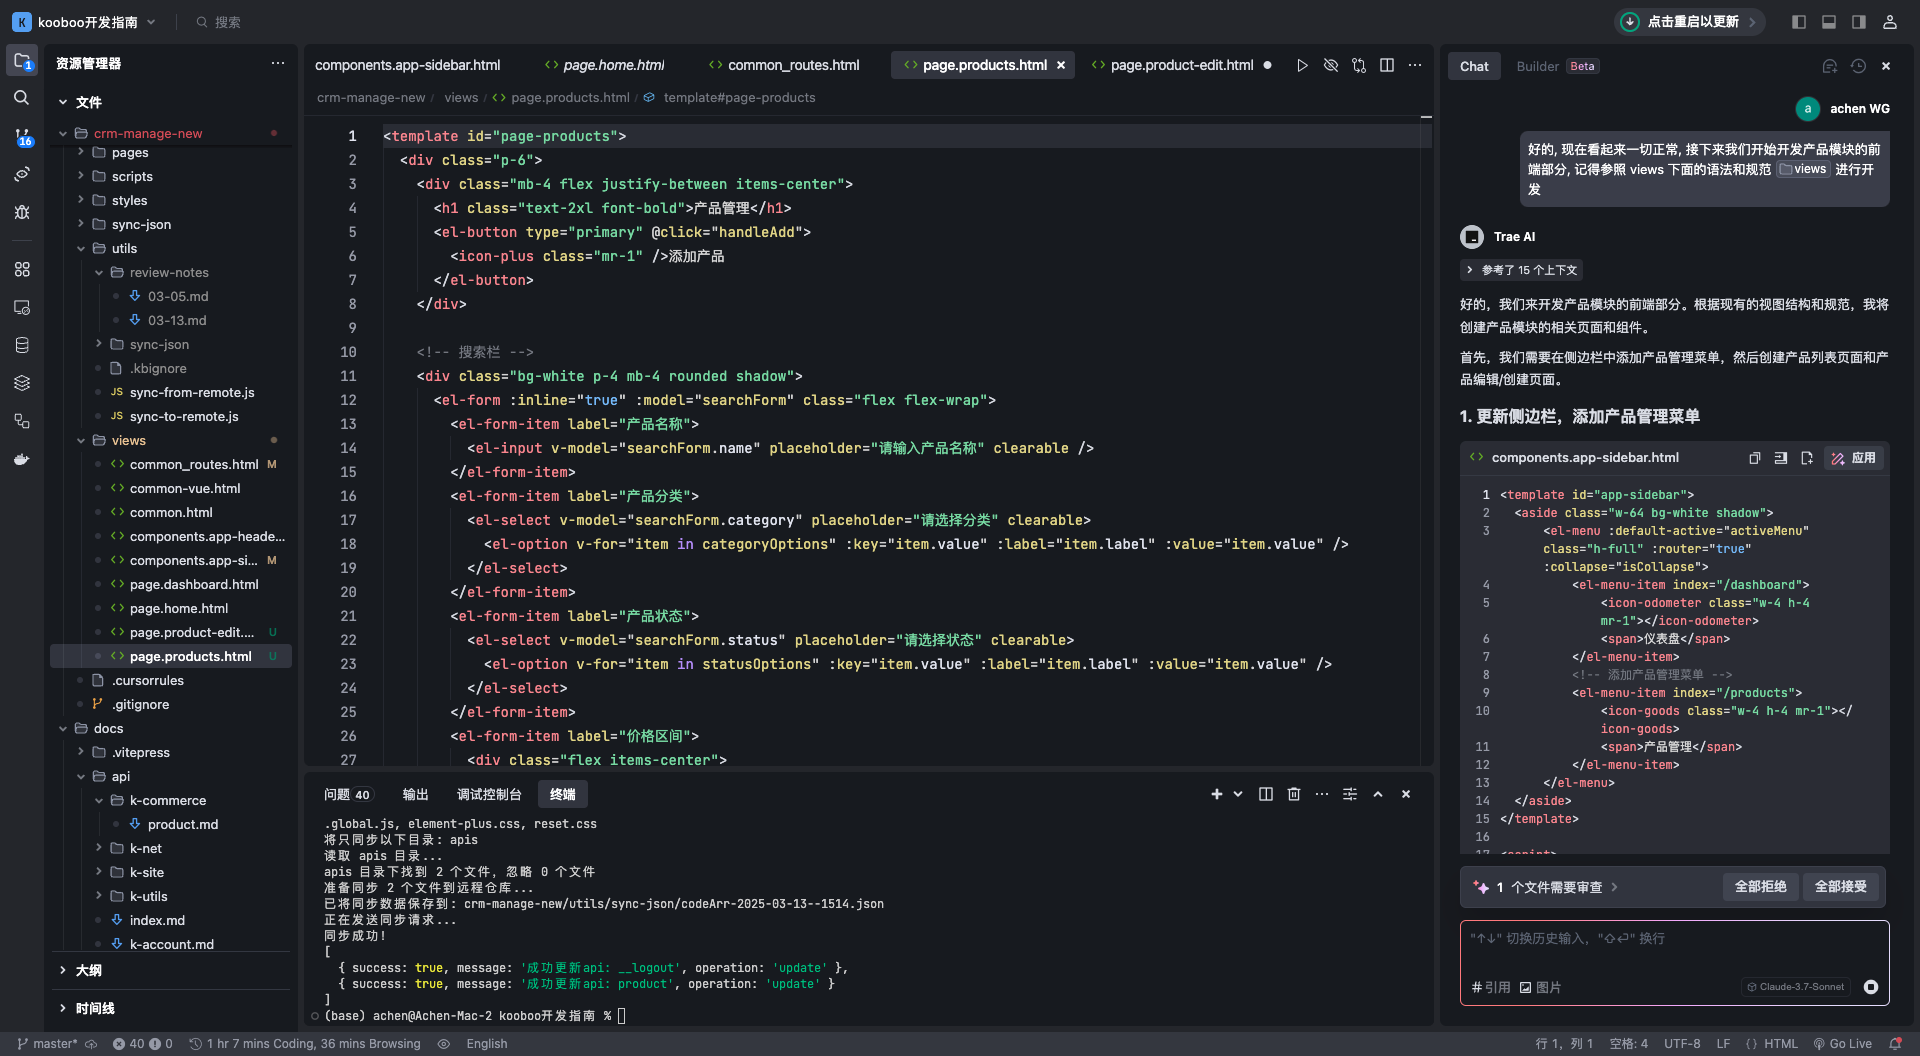 K kooboo开发指南
搜索
点击重启以更新
资源管理器
文件
crm-manage-new
pages
scripts
styles
sync-json
utils
review-notes
03-05.md
03-13.md
sync-json
.kbignore
JS sync-from-remote.js
JS sync-to-remote.js
views
common_routes.html M
common-vue.html
common.html
components.app-heade...
components.app-si... M
page.dashboard.html
page.home.html
page.product-edit.... U
page.products.html U
.cursorrules
.gitignore
docs
.vitepress
api
k-commerce
product.md
k-net
k-site
k-utils
index.md
k-account.md
大纲
时间线
1
16
components.app-sidebar.html
page.home.html
common_routes.html
page.products.html
page.product-edit.html
crm-manage-new / views / page.products.html / template#page-products
1 <template id="page-products">
2 <div class="p-6">
3 <div class="mb-4 flex justify-between items-center">
4 <h1 class="text-2xl font-bold">产品管理</h1>
5 <el-button type="primary" @click="handleAdd">
6 <icon-plus class="mr-1" />添加产品
7 </el-button>
8 </div>
9
10 <!-- 搜索栏 -->
11 <div class="bg-white p-4 mb-4 rounded shadow">
12 <el-form :inline="true" :model="searchForm" class="flex flex-wrap">
13 <el-form-item label="产品名称">
14 <el-input v-model="searchForm.name" placeholder="请输入产品名称" clearable />
15 </el-form-item>
16 <el-form-item label="产品分类">
17 <el-select v-model="searchForm.category" placeholder="请选择分类" clearable>
18 <el-option v-for="item in categoryOptions" :key="item.value" :label="item.label" :value="item.value" />
19 </el-select>
20 </el-form-item>
21 <el-form-item label="产品状态">
22 <el-select v-model="searchForm.status" placeholder="请选择状态" clearable>
23 <el-option v-for="item in statusOptions" :key="item.value" :label="item.label" :value="item.value" />
24 </el-select>
25 </el-form-item>
26 <el-form-item label="价格区间">
27 <div class="flex items-center">
问题 40
输出
调试控制台
终端
.global.js, element-plus.css, reset.css
将只同步以下目录: apis
读取 apis 目录...
apis 目录下找到 2 个文件, 忽略 0 个文件
准备同步 2 个文件到远程仓库...
已将同步数据保存到: crm-manage-new/utils/sync-json/codeArr-2025-03-13--1514.json
正在发送同步请求...
同步成功!
[
{ success: true, message: '成功更新api: __logout', operation: 'update' },
{ success: true, message: '成功更新api: product', operation: 'update' }
]
(base) achen@Achen-Mac-2 kooboo开发指南 %
Chat
Builder Beta
a achen WG
好的, 现在看起来一切正常, 接下来我们开始开发产品模块的前
端部分, 记得参照 views 下面的语法和规范 views 进行开
发
Trae AI
参考了 15 个上下文
好的，我们来开发产品模块的前端部分。根据现有的视图结构和规范，我将
创建产品模块的相关页面和组件。
首先，我们需要在侧边栏中添加产品管理菜单，然后创建产品列表页面和产
品编辑/创建页面。
1. 更新侧边栏，添加产品管理菜单
components.app-sidebar.html
应用
1 <template id="app-sidebar">
2 <aside class="w-64 bg-white shadow">
3 <el-menu :default-active="activeMenu"
class="h-full" :router="true"
:collapse="isCollapse">
4 <el-menu-item index="/dashboard">
5 <icon-odometer class="w-4 h-4
mr-1"></icon-odometer>
6 <span>仪表盘</span>
7 </el-menu-item>
8 <!-- 添加产品管理菜单 -->
9 <el-menu-item index="/products">
10 <icon-goods class="w-4 h-4 mr-1"></
icon-goods>
11 <span>产品管理</span>
12 </el-menu-item>
13 </el-menu>
14 </aside>
15 </template>
16
17 <script>
1 个文件需要审查
全部拒绝
全部接受
"↑↓" 切换历史输入, "⇧⏎" 换行
# 引用
图片
Claude-3.7-Sonnet
master*
40 0
1 hr 7 mins Coding, 36 mins Browsing
English
行 1，列 1
空格: 4
UTF-8
LF
{} HTML
Go Live